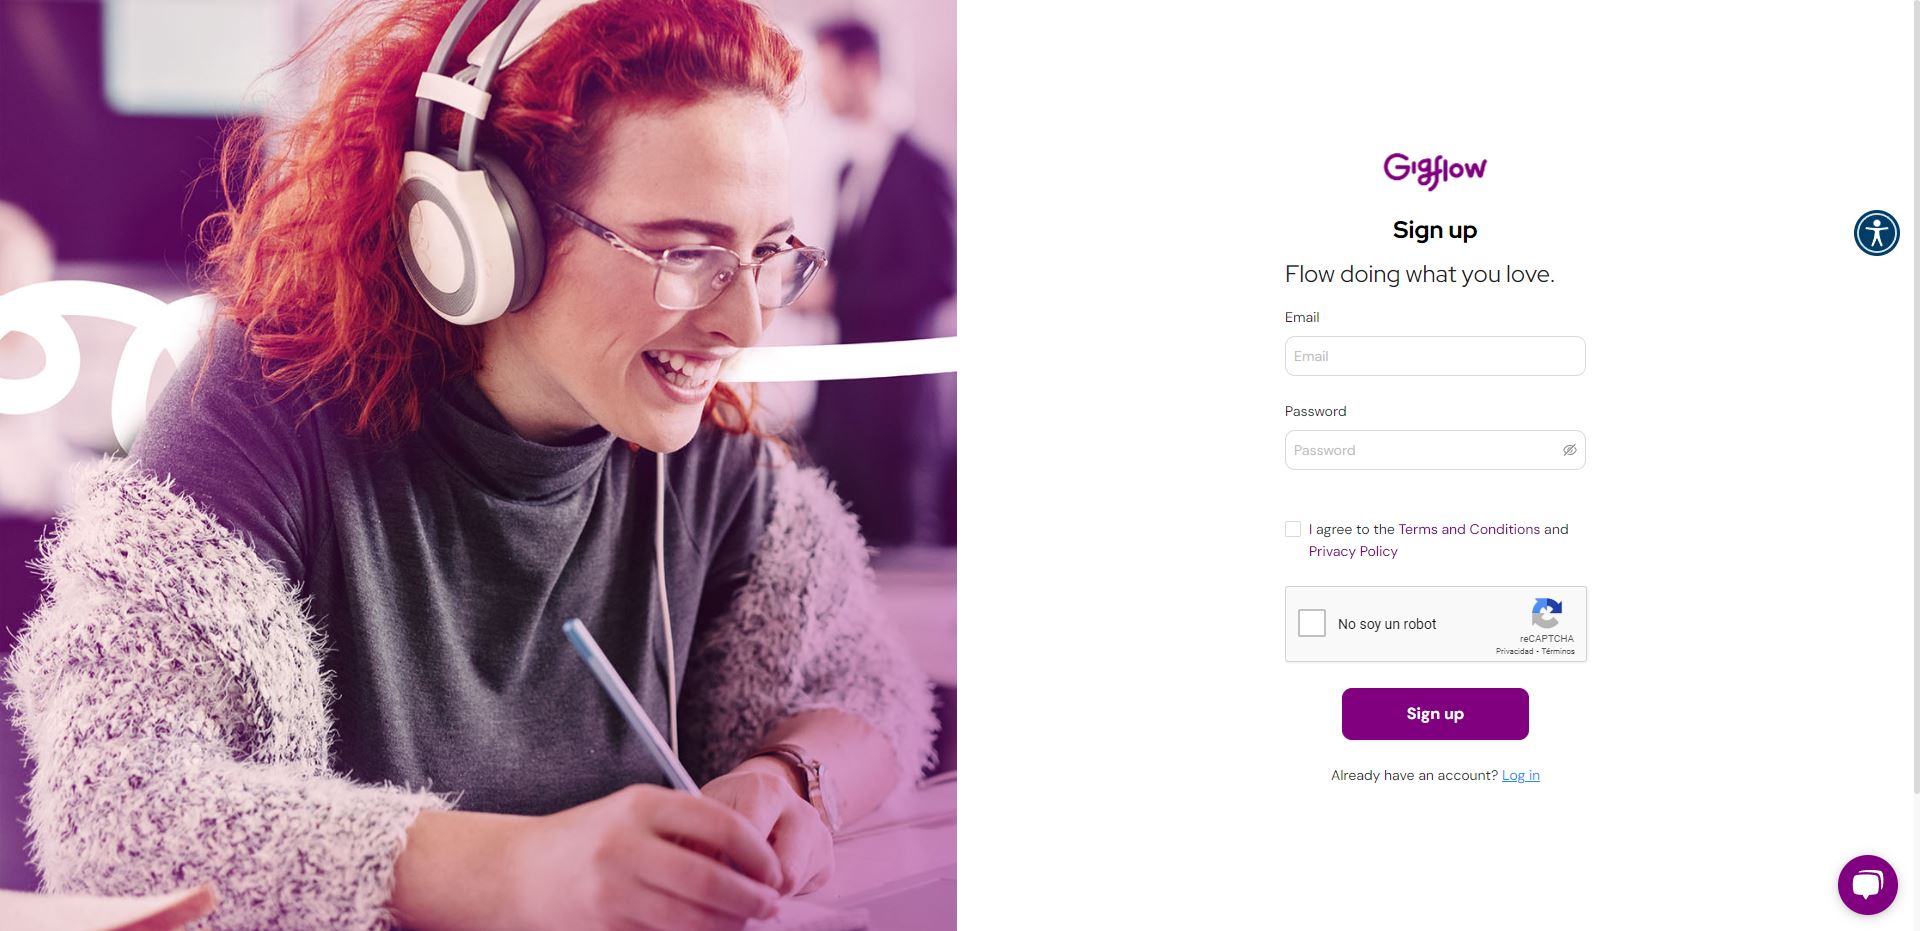 Gigflow
Sign up
Flow doing what you love.
Email
Email
Password
Password
I agree to the Terms and Conditions and
Privacy Policy
No soy un robot
reCAPTCHA
Privacidad - Términos
Sign up
Already have an account? Log in